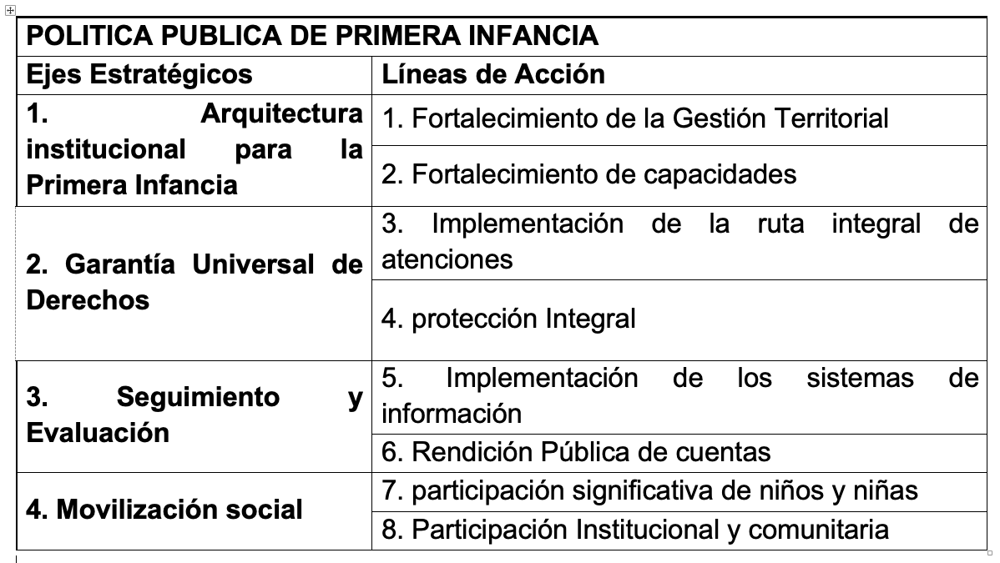 POLITICA PUBLICA DE PRIMERA INFANCIA
Ejes Estratégicos
Líneas de Acción
1. Arquitectura
institucional para la
Primera Infancia
1. Fortalecimiento de la Gestión Territorial
2. Fortalecimiento de capacidades
2. Garantía Universal de
Derechos
3. Implementación de la ruta integral de
atenciones
4. protección Integral
3. Seguimiento y
Evaluación
5. Implementación de los sistemas de
información
6. Rendición Pública de cuentas
4. Movilización social
7. participación significativa de niños y niñas
8. Participación Institucional y comunitaria